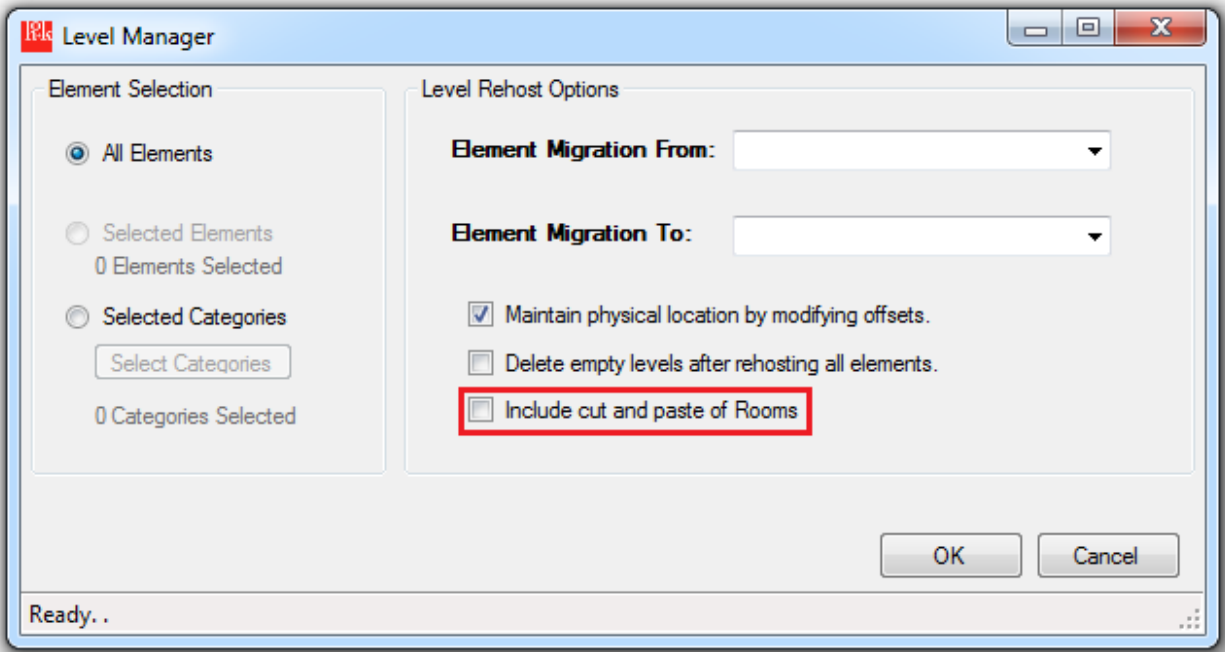 Level Manager
Element Selection
All Elements
Selected Elements
0 Elements Selected
Selected Categories
Select Categories
0 Categories Selected
Level Rehost Options
Element Migration From:
Element Migration To:
Maintain physical location by modifying offsets.
Delete empty levels after rehosting all elements.
Include cut and paste of Rooms
OK
Cancel
Ready. .